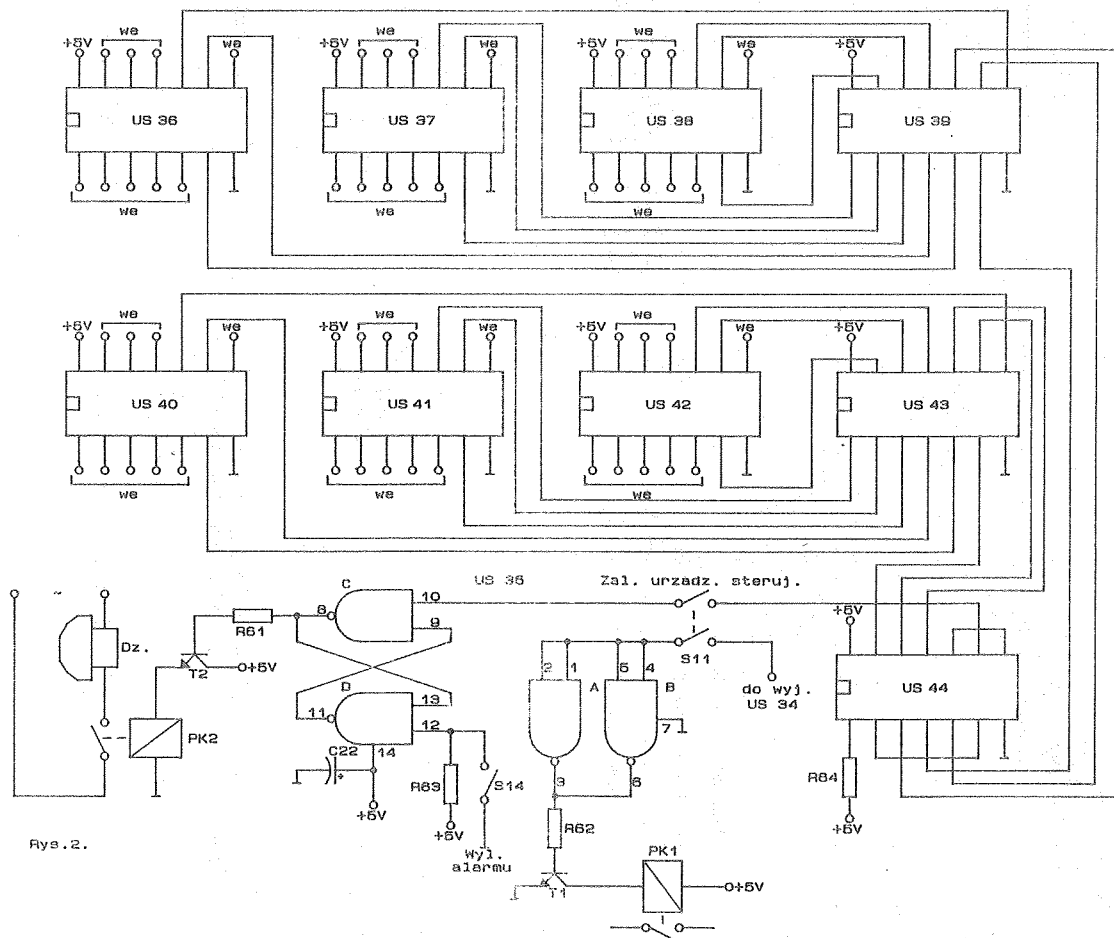 we we we
+5V we +5V we +5V we +5V
US 36 US 37 US 38 US 39
we we we
we we we
+5V we +5V we +5V we +5V
US 40 US 41 US 42 US 43
we we we
~ C US 35 Zal. urzadz. steruj.
8 10 +5V
R61 9
Dz. S11
T2 +5V 2 1 5 4
D A B do wyj.
US 34 US 44
11 13
12 7
PK2 C22 14
R63 S14 3 6 R64
+5V +5V +5V
R62
Rys.2. Wyl.
alarmu PK1
T1 +5V